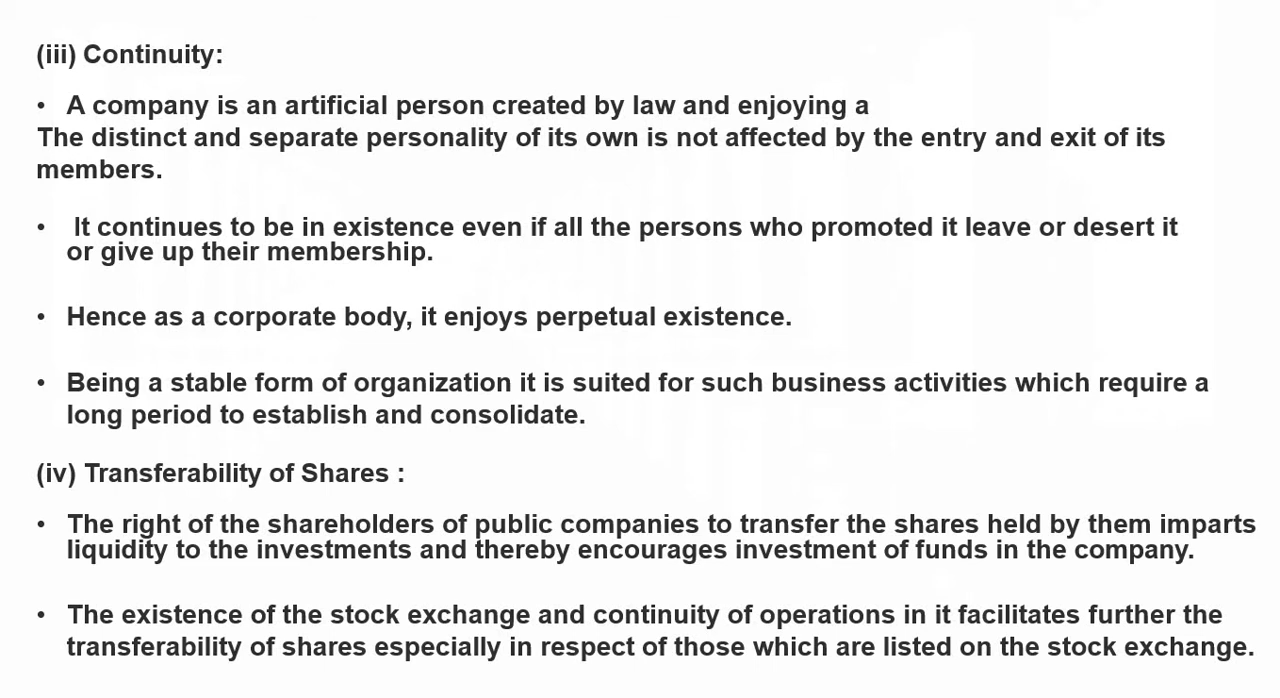 (iii) Continuity:
• A company is an artificial person created by law and enjoying a
The distinct and separate personality of its own is not affected by the entry and exit of its
members.
• It continues to be in existence even if all the persons who promoted it leave or desert it
or give up their membership.
• Hence as a corporate body, it enjoys perpetual existence.
• Being a stable form of organization it is suited for such business activities which require a
long period to establish and consolidate.
(iv) Transferability of Shares :
• The right of the shareholders of public companies to transfer the shares held by them imparts
liquidity to the investments and thereby encourages investment of funds in the company.
• The existence of the stock exchange and continuity of operations in it facilitates further the
transferability of shares especially in respect of those which are listed on the stock exchange.